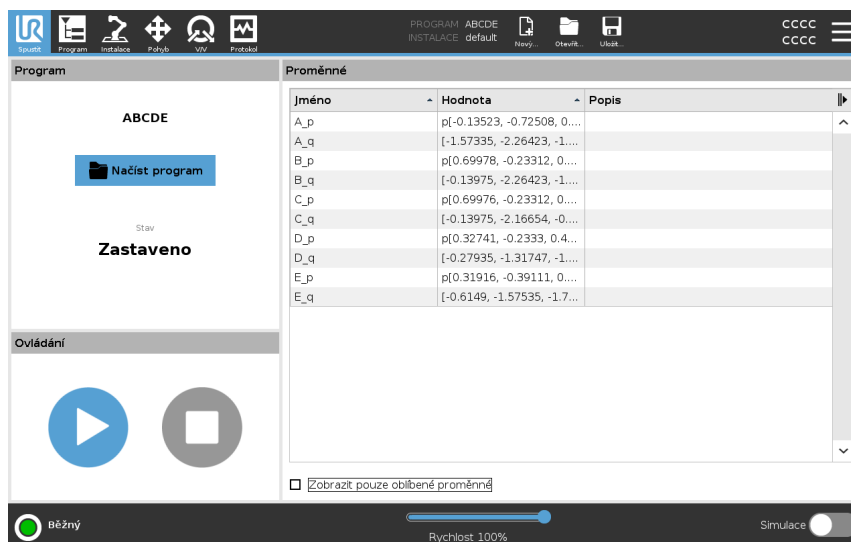 UR
PROGRAM ABCDE
INSTALACE default
CCCC
CCCC
Spustit Program Instalace Pohyb V/V Protokol
Nový... Otevřít... Uložit...
Program
ABCDE
Načíst program
Stav
Zastaveno
Ovládání
Proměnné
Jméno Hodnota Popis
A_p p[-0.13523, -0.72508, 0....
A_q [-1.57335, -2.26423, -1....
B_p p[0.69978, -0.23312, 0....
B_q [-0.13975, -2.26423, -1....
C_p p[0.69976, -0.23312, 0....
C_q [-0.13975, -2.16654, -0....
D_p p[0.32741, -0.2333, 0.4...
D_q [-0.27935, -1.31747, -1....
E_p p[0.31916, -0.39111, 0....
E_q [-0.6149, -1.57535, -1.7...
Zobrazit pouze oblíbené proměnné
Běžný
Rychlost 100%
Simulace